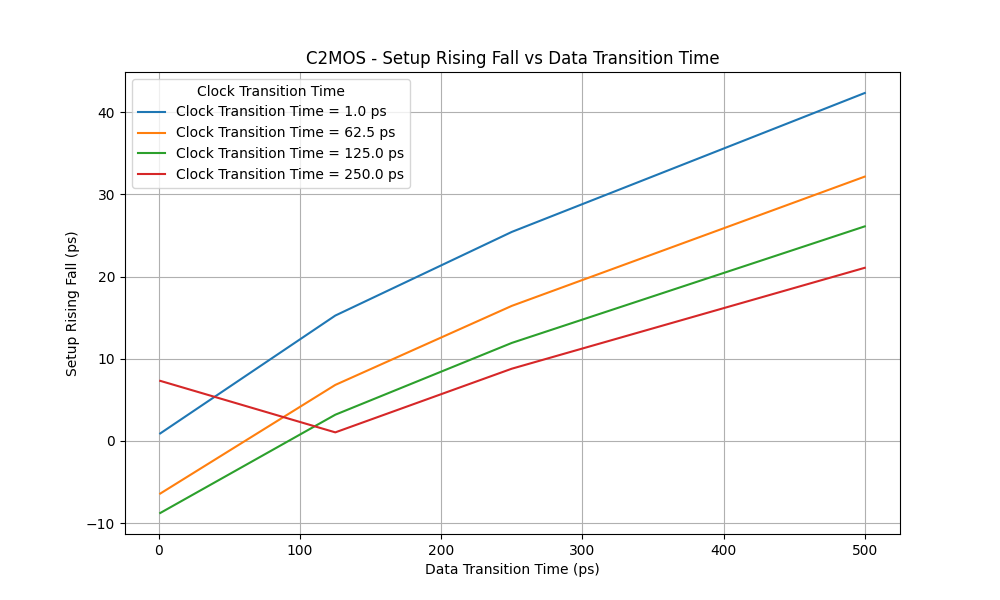 C2MOS - Setup Rising Fall vs Data Transition Time
Clock Transition Time
Clock Transition Time = 1.0 ps
Clock Transition Time = 62.5 ps
Clock Transition Time = 125.0 ps
Clock Transition Time = 250.0 ps
Setup Rising Fall (ps)
40
30
20
10
0
−10
0 100 200 300 400 500
Data Transition Time (ps)